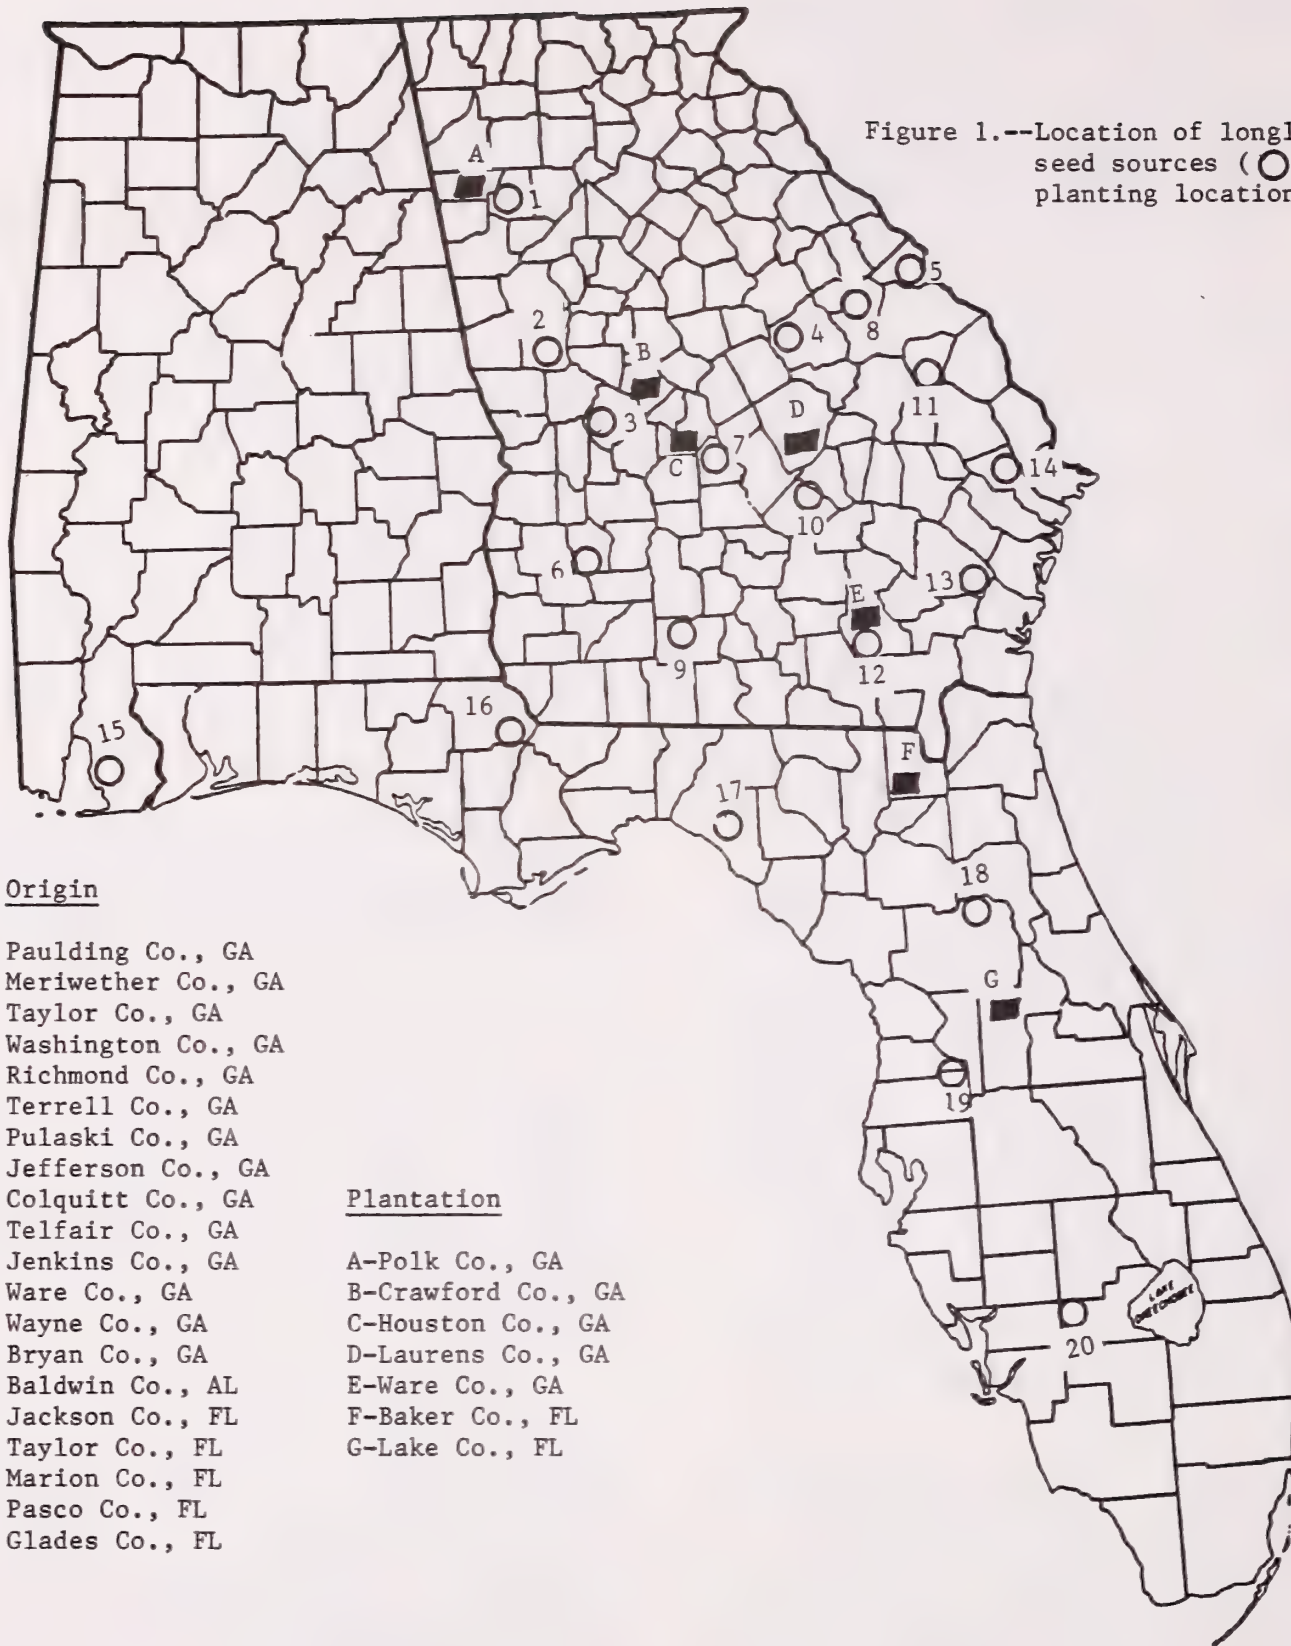 Figure 1.--Location of longl
seed sources (
planting location
A
1
2
B
3
C
7
D
4
8
5
11
14
10
6
13
E
12
9
16
15
F
17
18
G
19
20
LAKE
OKEECHOBEE
Origin
Paulding Co., GA
Meriwether Co., GA
Taylor Co., GA
Washington Co., GA
Richmond Co., GA
Terrell Co., GA
Pulaski Co., GA
Jefferson Co., GA
Colquitt Co., GA
Telfair Co., GA
Jenkins Co., GA
Ware Co., GA
Wayne Co., GA
Bryan Co., GA
Baldwin Co., AL
Jackson Co., FL
Taylor Co., FL
Marion Co., FL
Pasco Co., FL
Glades Co., FL
Plantation
A-Polk Co., GA
B-Crawford Co., GA
C-Houston Co., GA
D-Laurens Co., GA
E-Ware Co., GA
F-Baker Co., FL
G-Lake Co., FL